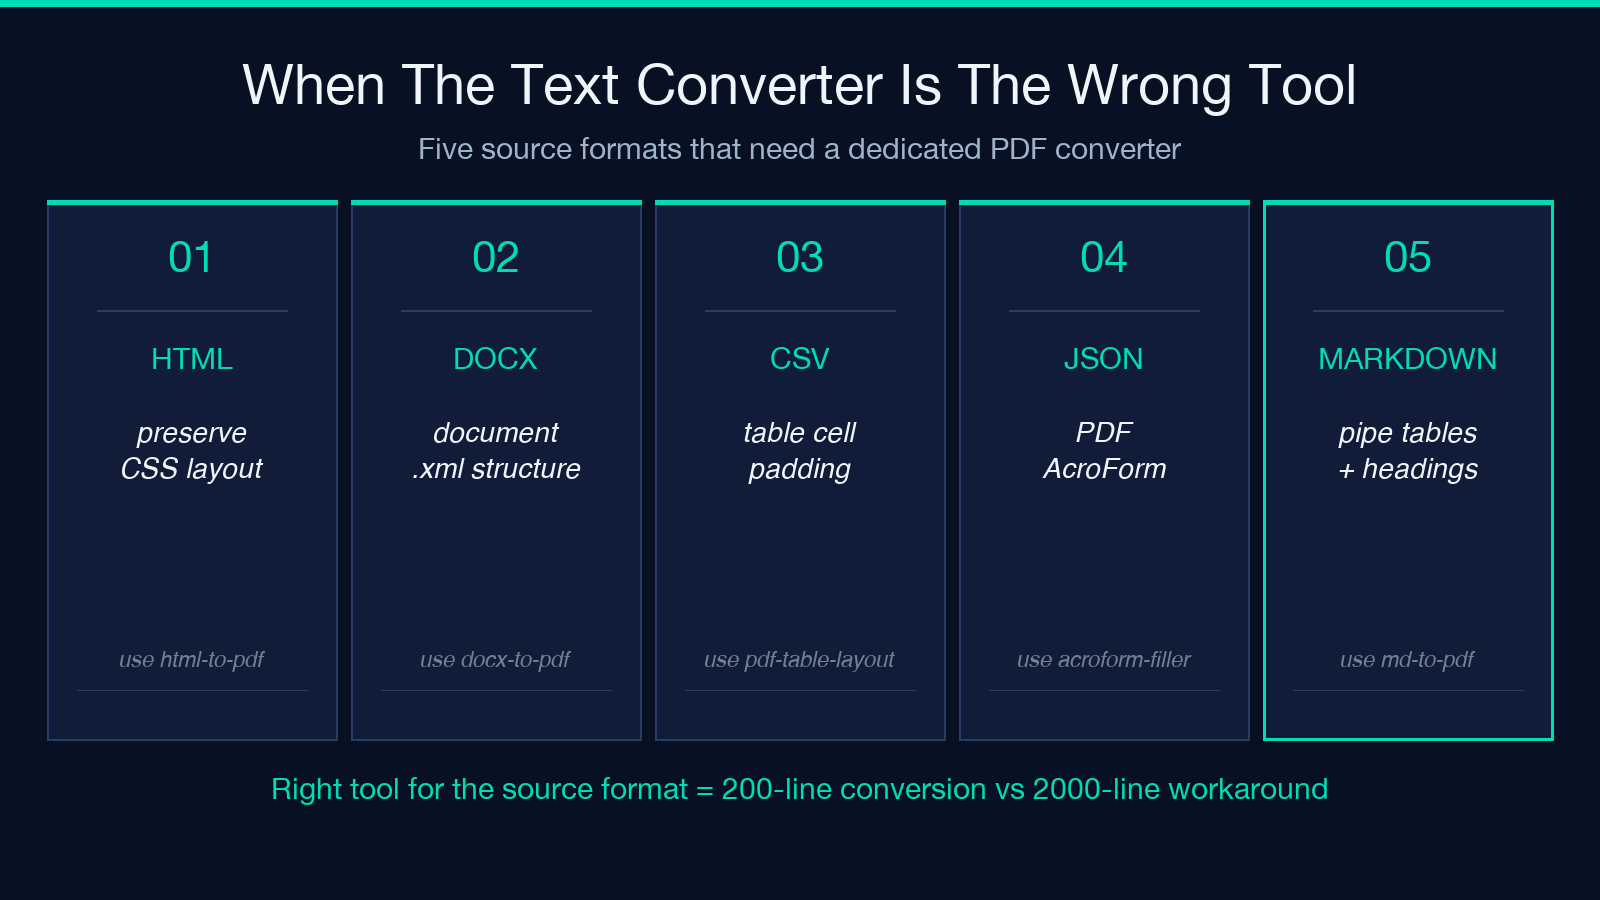 When The Text Converter Is The Wrong Tool
Five source formats that need a dedicated PDF converter
01
HTML
preserve
CSS layout
use html-to-pdf
02
DOCX
document
.xml structure
use docx-to-pdf
03
CSV
table cell
padding
use pdf-table-layout
04
JSON
PDF
AcroForm
use acroform-filler
05
MARKDOWN
pipe tables
+ headings
use md-to-pdf
Right tool for the source format = 200-line conversion vs 2000-line workaround